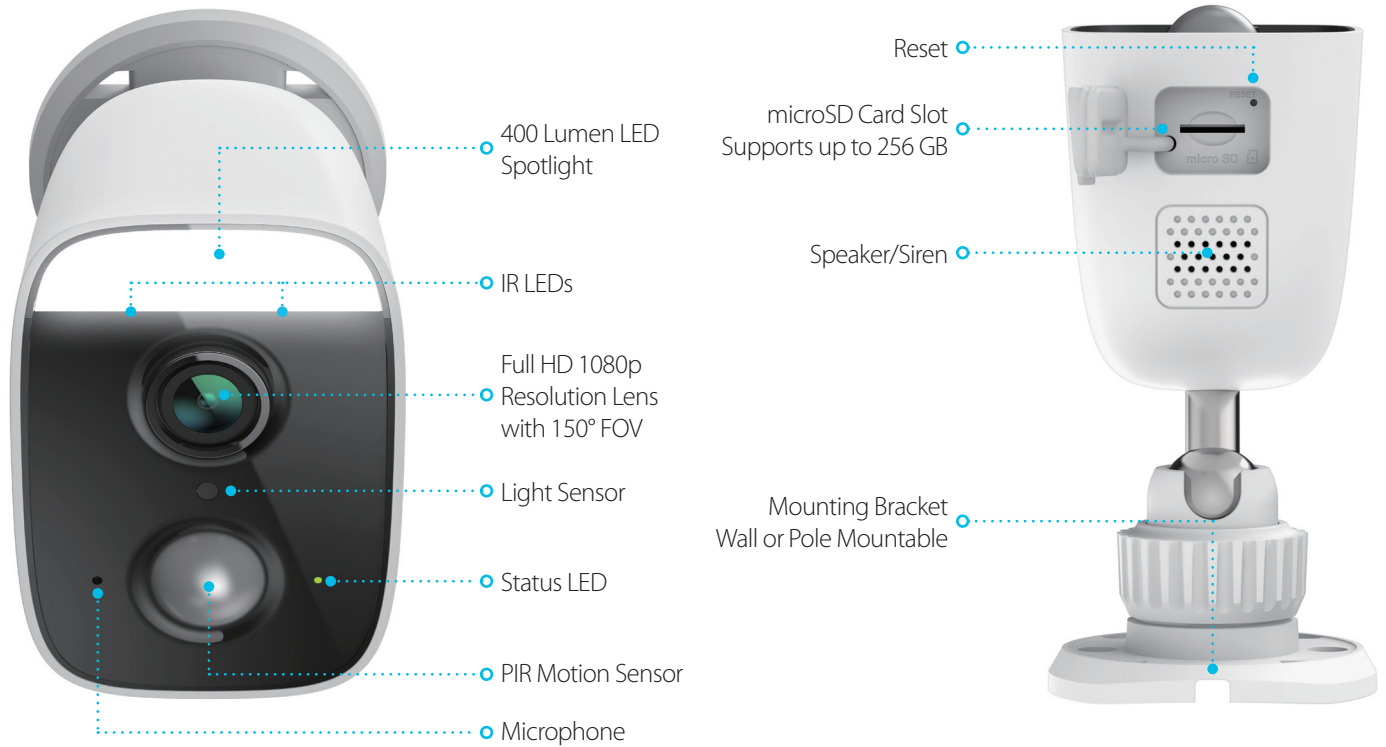 400 Lumen LED
Spotlight
IR LEDs
Full HD 1080p
Resolution Lens
with 150° FOV
Light Sensor
Status LED
PIR Motion Sensor
Microphone
Reset
RESET
microSD Card Slot
Supports up to 256 GB
micro SD
Speaker/Siren
Mounting Bracket
Wall or Pole Mountable